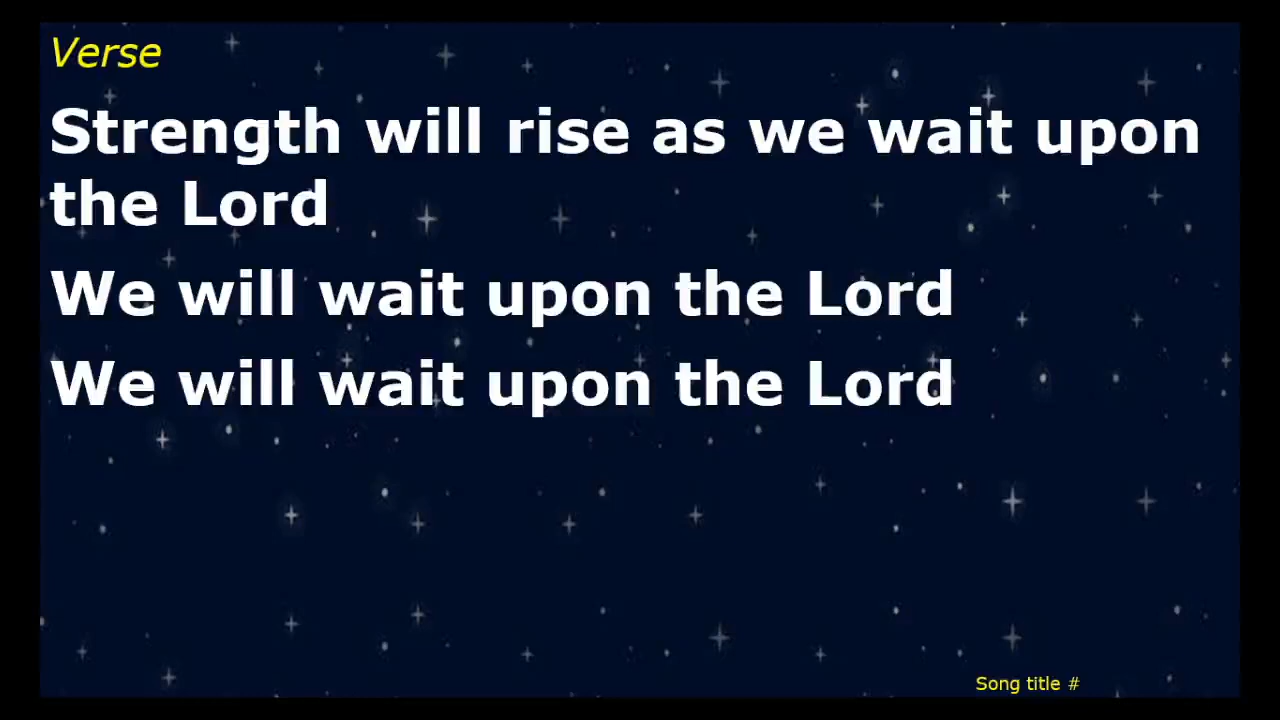 Verse
Strength will rise as we wait upon
the Lord
We will wait upon the Lord
We will wait upon the Lord
Song title #